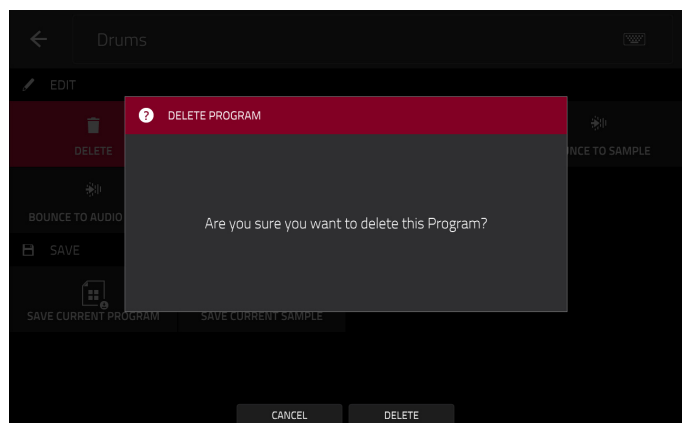 Drums
EDIT
DELETE PROGRAM
DELETE
NCE TO SAMPLE
BOUNCE TO AUDIO
Are you sure you want to delete this Program?
SAVE
SAVE CURRENT PROGRAM
SAVE CURRENT SAMPLE
CANCEL
DELETE